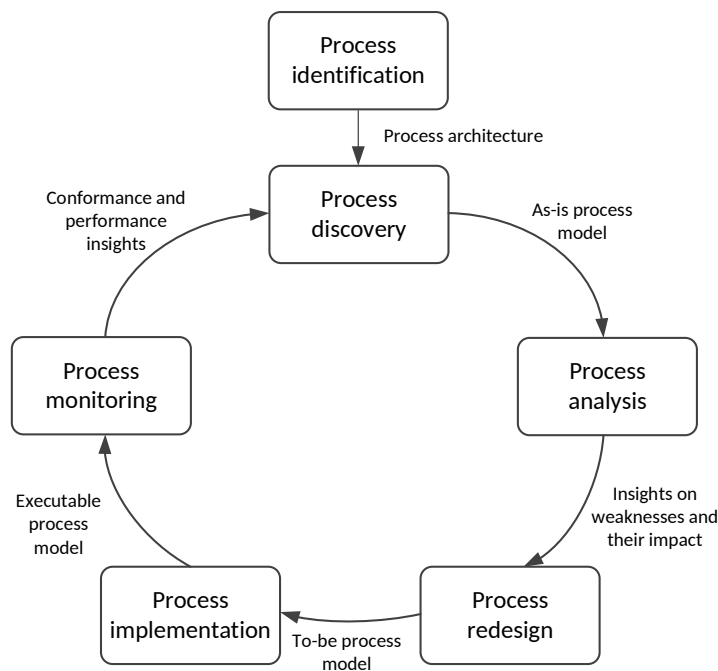 Process
identification
Process architecture
Process
discovery
Conformance and
performance
insights
As-is process
model
Process
monitoring
Process
analysis
Executable
process
model
Insights on
weaknesses and
their impact
Process
implementation
To-be process
model
Process
redesign